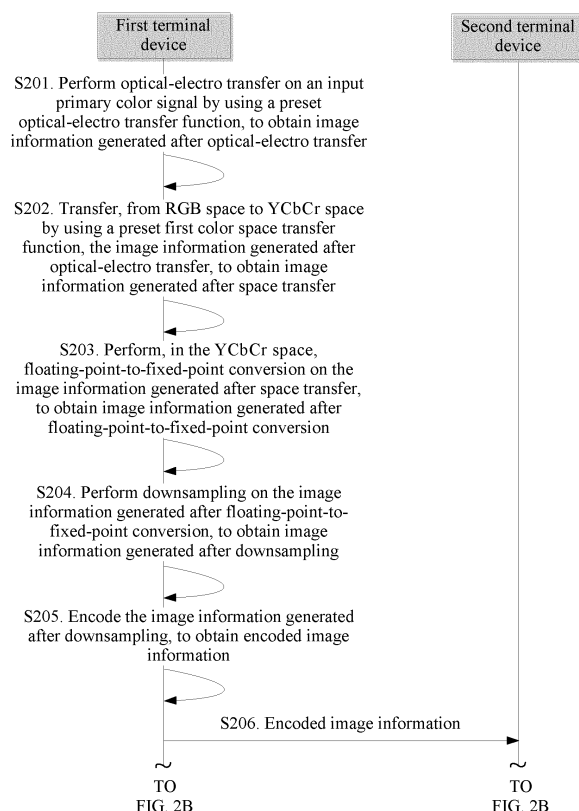 First terminal
device
Second terminal
device
S201. Perform optical-electro transfer on an input
primary color signal by using a preset
optical-electro transfer function, to obtain image
information generated after optical-electro transfer
S202. Transfer, from RGB space to YCbCr space
by using a preset first color space transfer
function, the image information generated after
optical-electro transfer, to obtain image
information generated after space transfer
S203. Perform, in the YCbCr space,
floating-point-to-fixed-point conversion on the
image information generated after space transfer,
to obtain image information generated after
floating-point-to-fixed-point conversion
S204. Perform downsampling on the image
information generated after floating-point-to-
fixed-point conversion, to obtain image
information generated after downsampling
S205. Encode the image information generated
after downsampling, to obtain encoded image
information
S206. Encoded image information
~
TO
FIG. 2B
~
TO
FIG. 2B